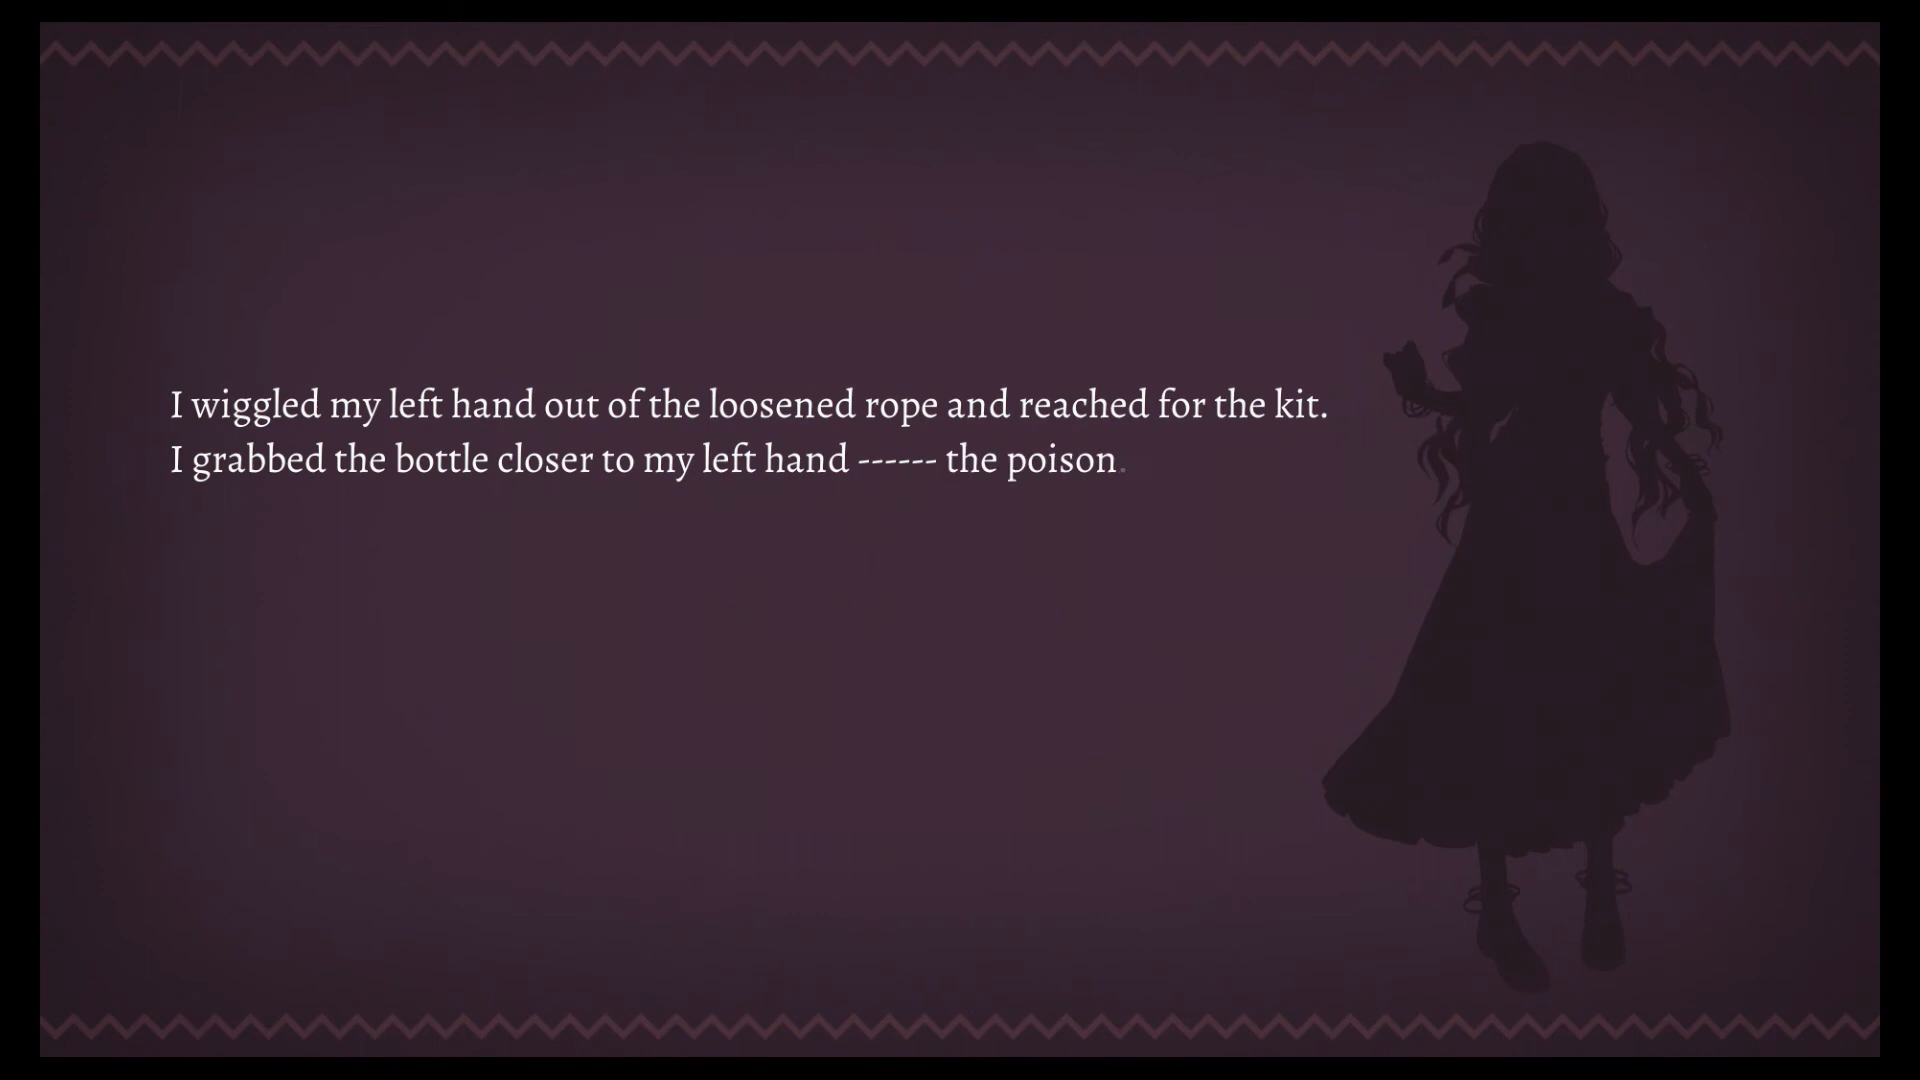 I wiggled my left hand out of the loosened rope and reached for the kit.
I grabbed the bottle closer to my left hand ------ the poison.